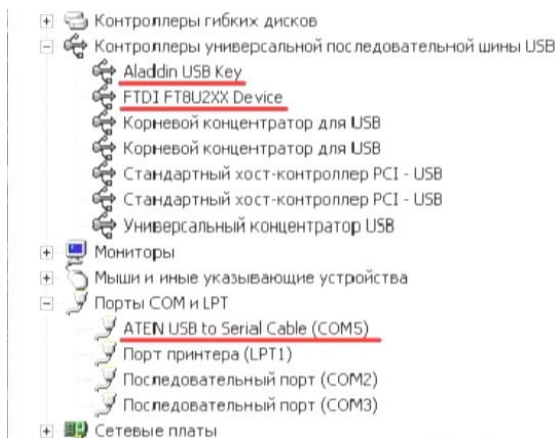 Контроллеры гибких дисков
Контроллеры универсальной последовательной шины USB
Aladdin USB Key
FTDI FT8U2XX Device
Корневой концентратор для USB
Корневой концентратор для USB
Стандартный хост-контроллер PCI - USB
Стандартный хост-контроллер PCI - USB
Универсальный концентратор USB
Мониторы
Мыши и иные указывающие устройства
Порты COM и LPT
ATEN USB to Serial Cable (COM5)
Порт принтера (LPT1)
Последовательный порт (COM2)
Последовательный порт (COM3)
Сетевые платы